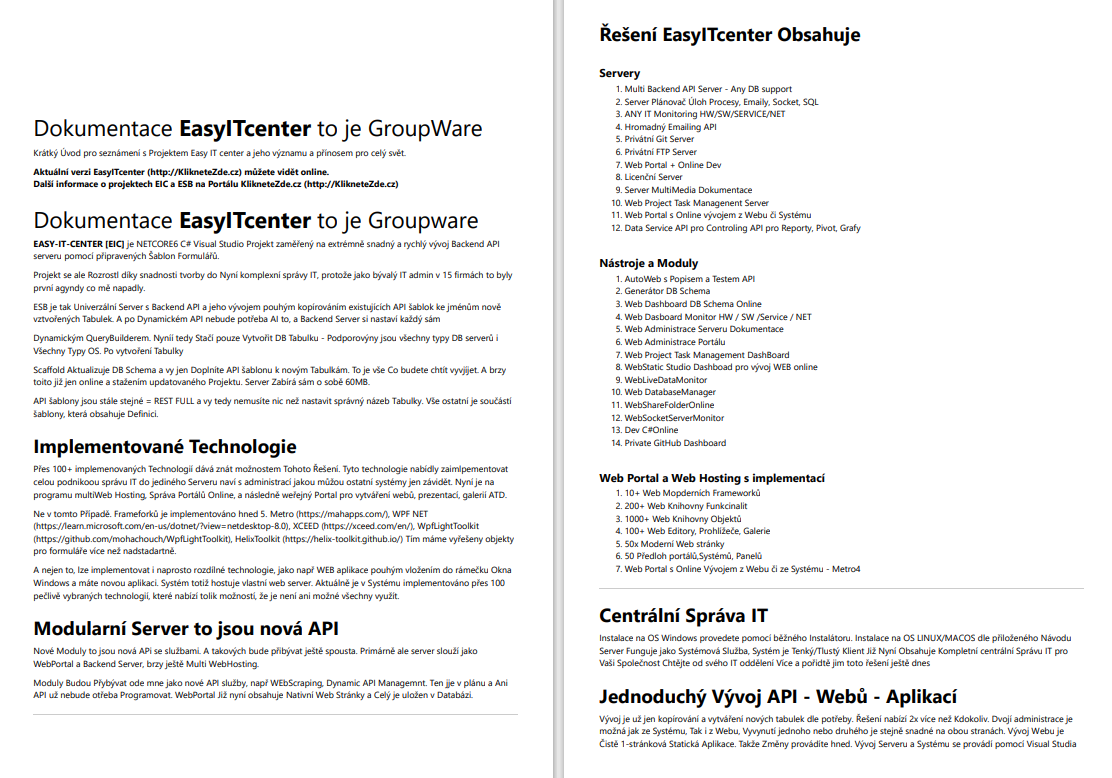 Dokumentace EasyITcenter to je GroupWare
Krátký Úvod pro seznámení s Projektem Easy IT center a jeho významu a přínosem pro celý svět.
Aktuální verzi EasyITcenter (http://KlikneteZde.cz) můžete vidět online.
Další informace o projektech EIC a ESB na Portálu KlikneteZde.cz (http://KlikneteZde.cz)
Dokumentace EasyITcenter to je Groupware
EASY-IT-CENTER [EIC] je NETCORE6 C# Visual Studio Projekt zaměřený na extrémně snadný a rychlý vývoj Backend API
serveru pomocí připravených Šablon Formulářů.
Projekt se ale Rozrostl díky snadnosti tvorby do Nyní komplexní správy IT, protože jako bývalý IT admin v 15 firmách to byly
první agyndy co mě napadly.
ESB je tak Univerzální Server s Backend API a jeho vývojem pouhým kopírováním existujících API šablok ke jménům nově
vztvořených Tabulek. A po Dynamickém API nebude potřeba AI to, a Backend Server si nastaví každý sám
Dynamickým QueryBuilderem. Nyníí tedy Stačí pouze Vytvořit DB Tabulku - Podporovýny jsou všechny typy DB serverů i
Všechny Typy OS. Po vytvoření Tabulky
Scaffold Aktualizuje DB Schema a vy jen Doplníte API šablonu k novým Tabulkám. To je vše Co budete chtít vyvjíjet. A brzy
toito již jen online a stažením updatovaného Projektu. Server Zabírá sám o sobě 60MB.
API šablony jsou stále stejné = REST FULL a vy tedy nemusíte nic než nastavit správný název Tabulky. Vše ostatní je součástí
šablony, která obsahuje Definici.
Implementované Technologie
Přes 100+ implemenovaných Technologií dává znát možnostem Tohoto Řešení. Tyto technologie nabídly zaimlpementovat
celou podnikoou správu IT do jediného Serveru naví s administrací jakou můžou ostatní systémy jen závidět. Nyní je na
programu multiWeb Hosting, Správa Portálů Online, a následně weřejný Portal pro vytváření webů, prezentací, galerií ATD.
Ne v tomto Případě. Frameforků je implementováno hned 5. Metro (https://mahapps.com/), WPF NET
(https://learn.microsoft.com/en-us/dotnet/?view=netdesktop-8.0), XCEED (https://xceed.com/en/), WpfLightToolkit
(https://github.com/mohachouch/WpfLightToolkit), HelixToolkit (https://helix-toolkit.github.io/) Tím máme vyřešeny objekty
pro formuláře více než nadstadartně.
A nejen to, lze implementovat i naprosto rozdílné technologie, jako např WEB aplikace pouhým vložením do rámečku Okna
Windows a máte novou aplikaci. Systém totiž hostuje vlastní web server. Aktuálně je v Systému implementováno přes 100
pečlivě vybraných technologií, které nabízí tolik možností, že je není ani možné všechny využít.
Modularní Server to jsou nová API
Nové Moduly to jsou nová APi se službami. A takových bude přibývat ještě spousta. Primárně ale server slouží jako
WebPortal a Backend Server, brzy ještě Multi WebHosting.
Moduly Budou Přybývat ode mne jako nové API služby, např WEbScraping, Dynamic API Managemnt. Ten jje v plánu a Ani
API už nebude otřeba Programovat. WebPortal Již nyní obsahuje Nativní Web Stránky a Celý je uložen v Databázi.
Řešení EasyITcenter Obsahuje
Servery
1. Multi Backend API Server - Any DB support
2. Server Plánovač Úloh Procesy, Emaily, Socket, SQL
3. ANY IT Monitoring HW/SW/SERVICE/NET
4. Hromadný Emailing API
5. Privátní Git Server
6. Privátní FTP Server
7. Web Portal + Online Dev
8. Licenční Server
9. Server MultiMedia Dokumentace
10. Web Project Task Managenent Server
11. Web Portal s Online vývojem z Webu či Systému
12. Data Service API pro Controling API pro Reporty, Pivot, Grafy
Nástroje a Moduly
1. AutoWeb s Popisem a Testem API
2. Generátor DB Schema
3. Web Dashboard DB Schema Online
4. Web Dasboard Monitor HW / SW /Service / NET
5. Web Administrace Serveru Dokumentace
6. Web Administrace Portálu
7. Web Project Task Management DashBoard
8. WebStatic Studio Dashboad pro vývoj WEB online
9. WebLiveDataMonitor
10. Web DatabaseManager
11. WebShareFolderOnline
12. WebSocketServerMonitor
13. Dev C#Online
14. Private GitHub Dashboard
Web Portal a Web Hosting s implementací
1. 10+ Web Mopderních Frameworků
2. 200+ Web Knihovny Funkcinalit
3. 1000+ Web Knihovny Objektů
4. 100+ Web Editory, Prohlížeče, Galerie
5. 50x Moderní Web stránky
6. 50 Předloh portálů,Systémů, Panelů
7. Web Portal s Online Vývojem z Webu či ze Systému - Metro4
Centrální Správa IT
Instalace na OS Windows provedete pomocí běžného Instalátoru. Instalace na OS LINUX/MACOS dle přiloženého Návodu
Server Funguje jako Systémová Služba, Systém je Tenký/Tlustý Klient Již Nyní Obsahuje Kompletní centrální Správu IT pro
Vaši Společnost Chtějte od svého IT oddělení Více a pořidtě jim toto řešení ještě dnes
Jednoduchý Vývoj API - Webů - Aplikací
Vývoj je už jen kopírování a vytváření nových tabulek dle potřeby. Řešení nabízí 2x více než Kdokoliv. Dvojí administrace je
možná jak ze Systému, Tak i z Webu, Vyvynutí jednoho nebo druhého je stejně snadné na obou stranách. Vývoj Webu je
Čistě 1-stránková Statická Aplikace. Takže Změny provádíte hned. Vývoj Serveru a Systému se provádí pomocí Visual Studia